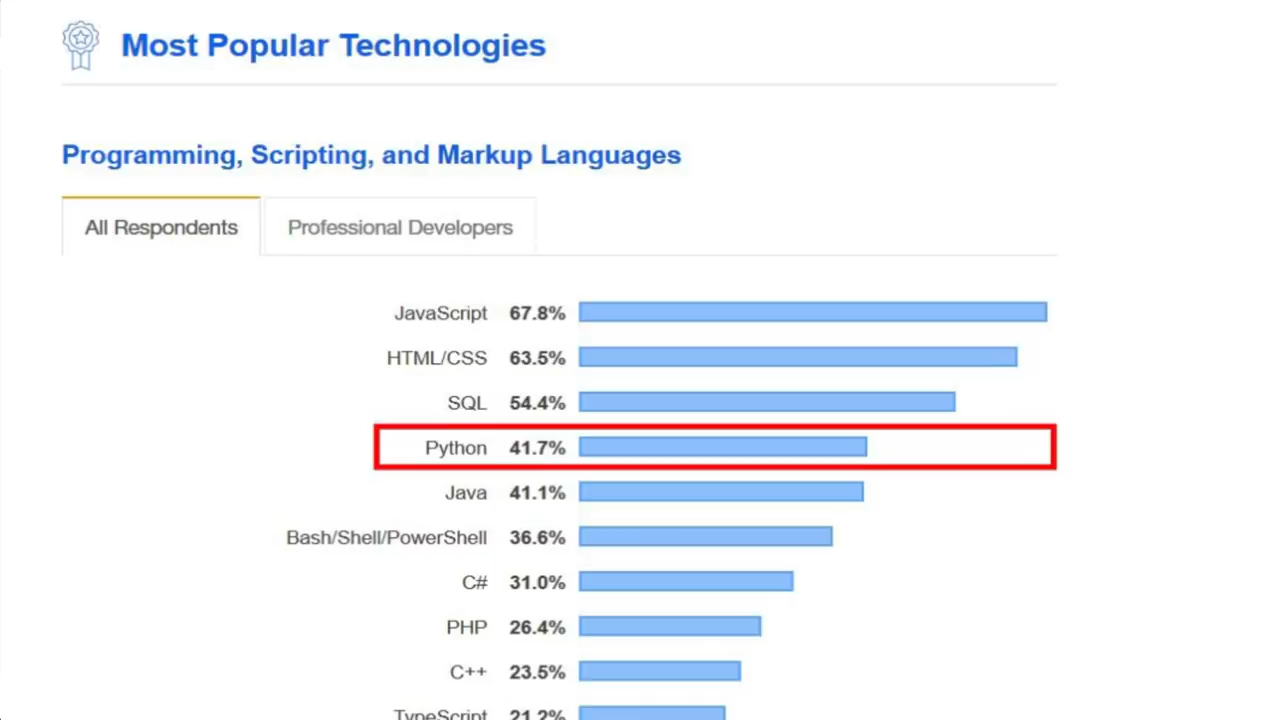 Most Popular Technologies
Programming, Scripting, and Markup Languages
All Respondents Professional Developers
JavaScript 67.8%
HTML/CSS 63.5%
SQL 54.4%
Python 41.7%
Java 41.1%
Bash/Shell/PowerShell 36.6%
C# 31.0%
PHP 26.4%
C++ 23.5%
TypeScript 21.2%